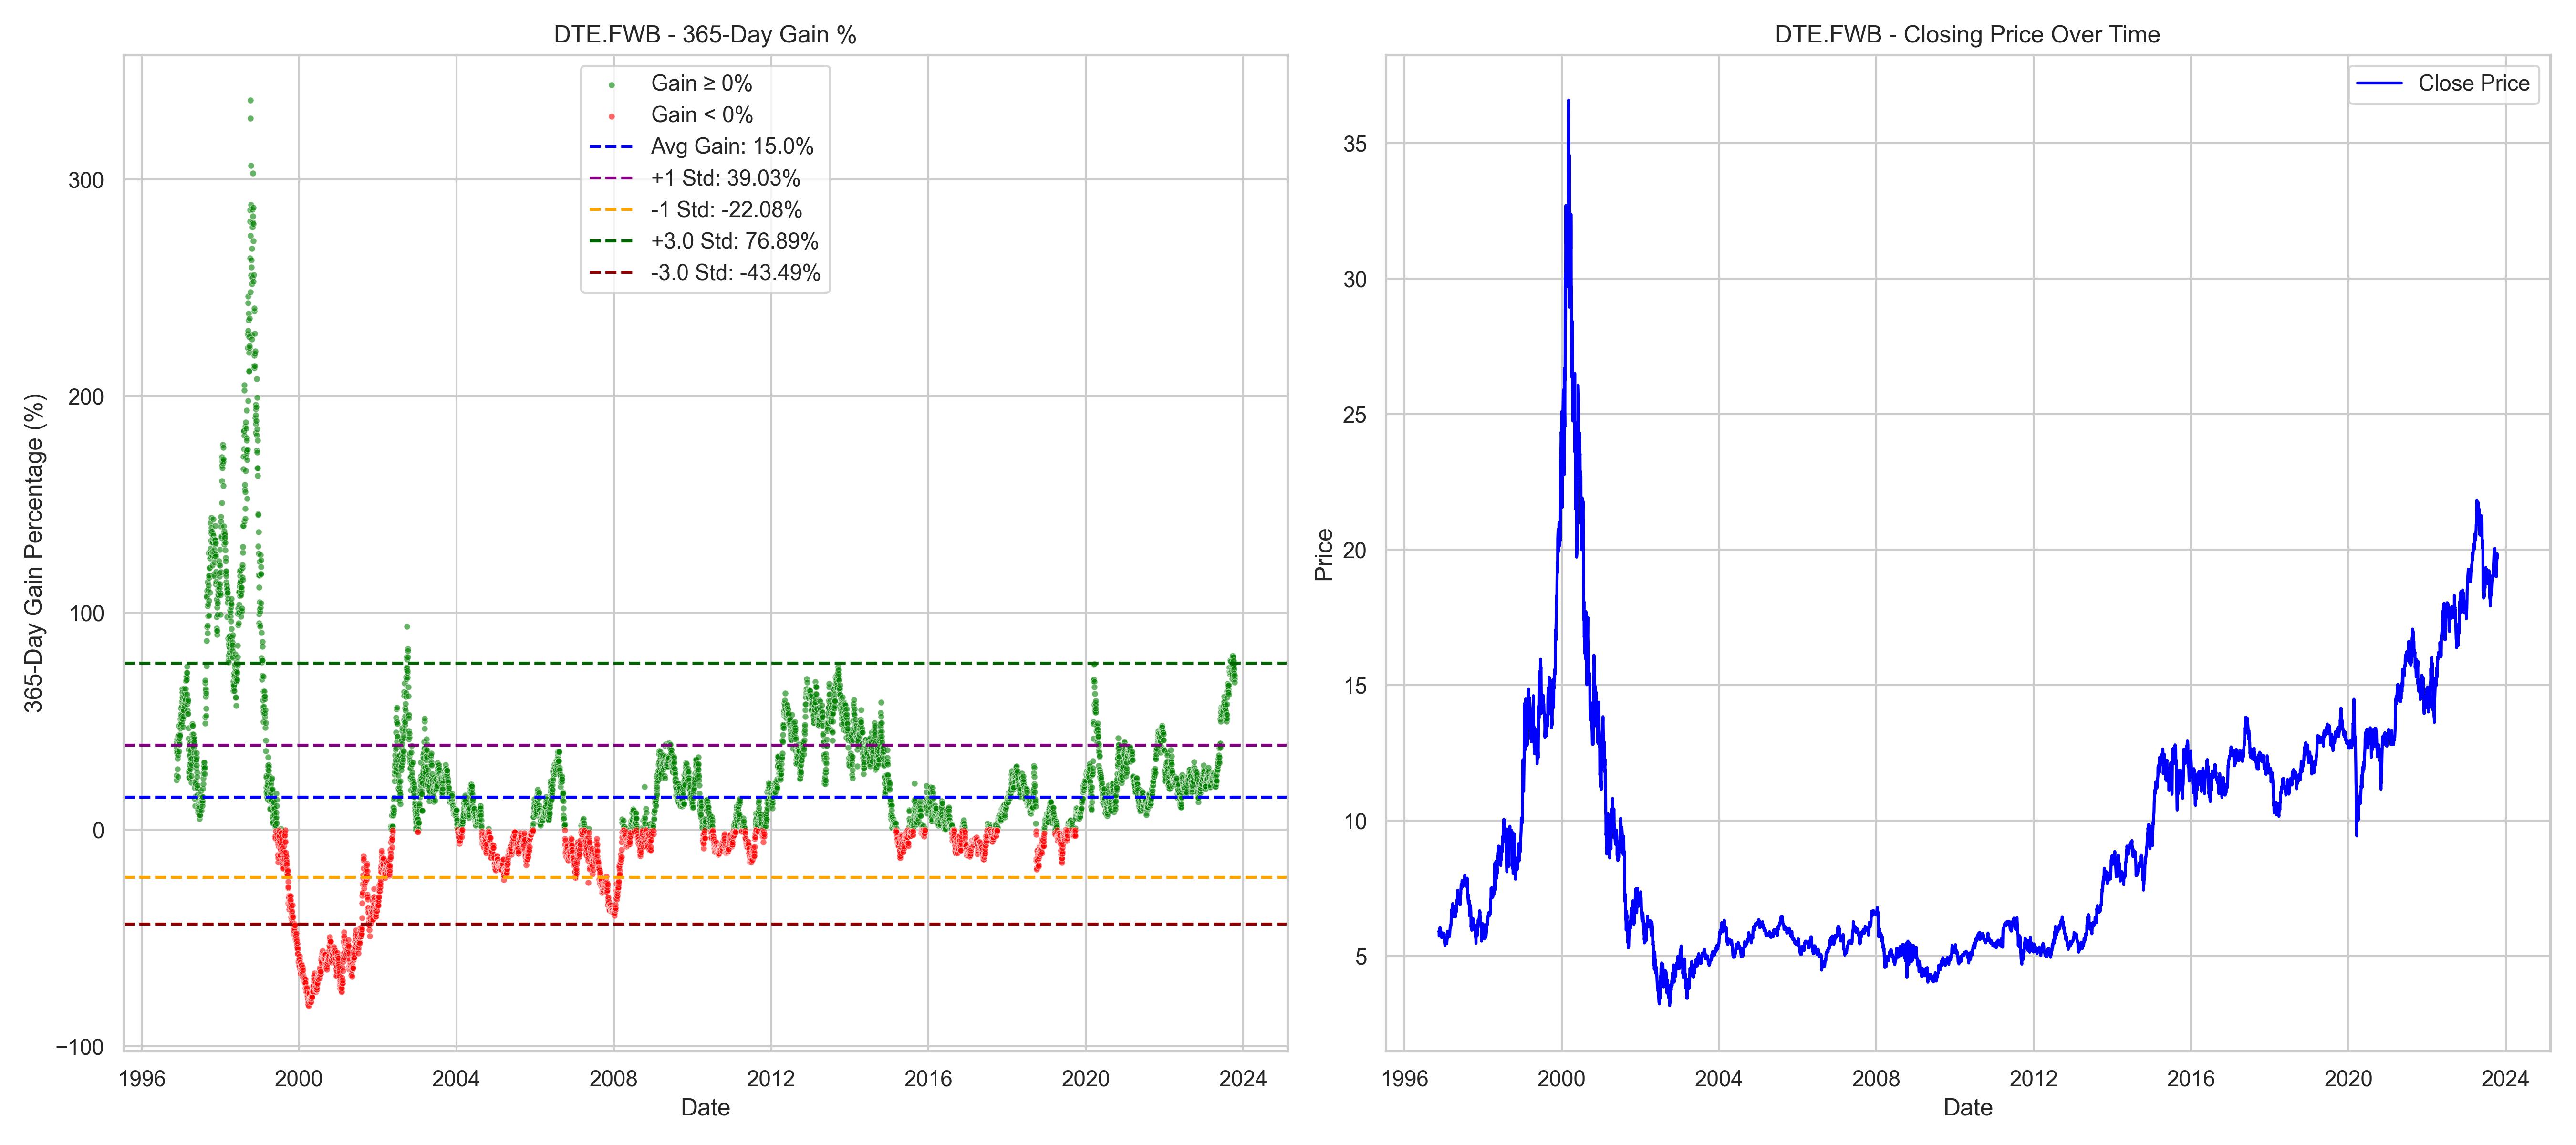 DTE.FWB - 365-Day Gain %
Gain ≥ 0%
Gain < 0%
Avg Gain: 15.0%
+1 Std: 39.03%
-1 Std: -22.08%
+3.0 Std: 76.89%
-3.0 Std: -43.49%
365-Day Gain Percentage (%)
300
200
100
0
−100
1996 2000 2004 2008 2012 2016 2020 2024
Date
DTE.FWB - Closing Price Over Time
Close Price
Price
35
30
25
20
15
10
5
1996 2000 2004 2008 2012 2016 2020 2024
Date